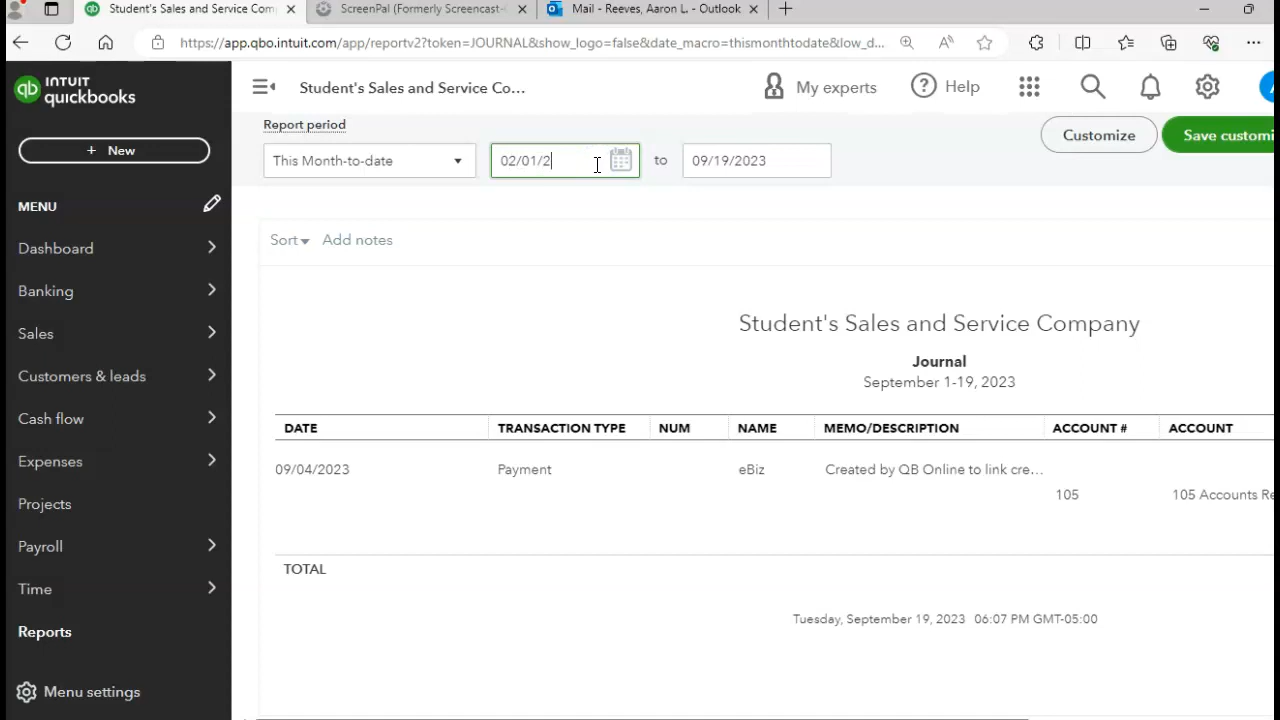 Student's Sales and Service Com
ScreenPal (Formerly Screencast-
Mail - Reeves, Aaron L. - Outlook
https://app.qbo.intuit.com/app/reportv2?token=JOURNAL&show_logo=false&date_macro=thismonthtodate&low_d...
INTUIT
quickbooks
Student's Sales and Service Co...
My experts
Help
+ New
Report period
This Month-to-date
02/01/2
to
09/19/2023
Customize
Save customi
MENU
Dashboard
Banking
Sales
Customers & leads
Cash flow
Expenses
Projects
Payroll
Time
Reports
Menu settings
Sort Add notes
Student's Sales and Service Company
Journal
September 1-19, 2023
DATE TRANSACTION TYPE NUM NAME MEMO/DESCRIPTION ACCOUNT # ACCOUNT
09/04/2023 Payment eBiz Created by QB Online to link cre...
105 105 Accounts Re
TOTAL
Tuesday, September 19, 2023 06:07 PM GMT-05:00